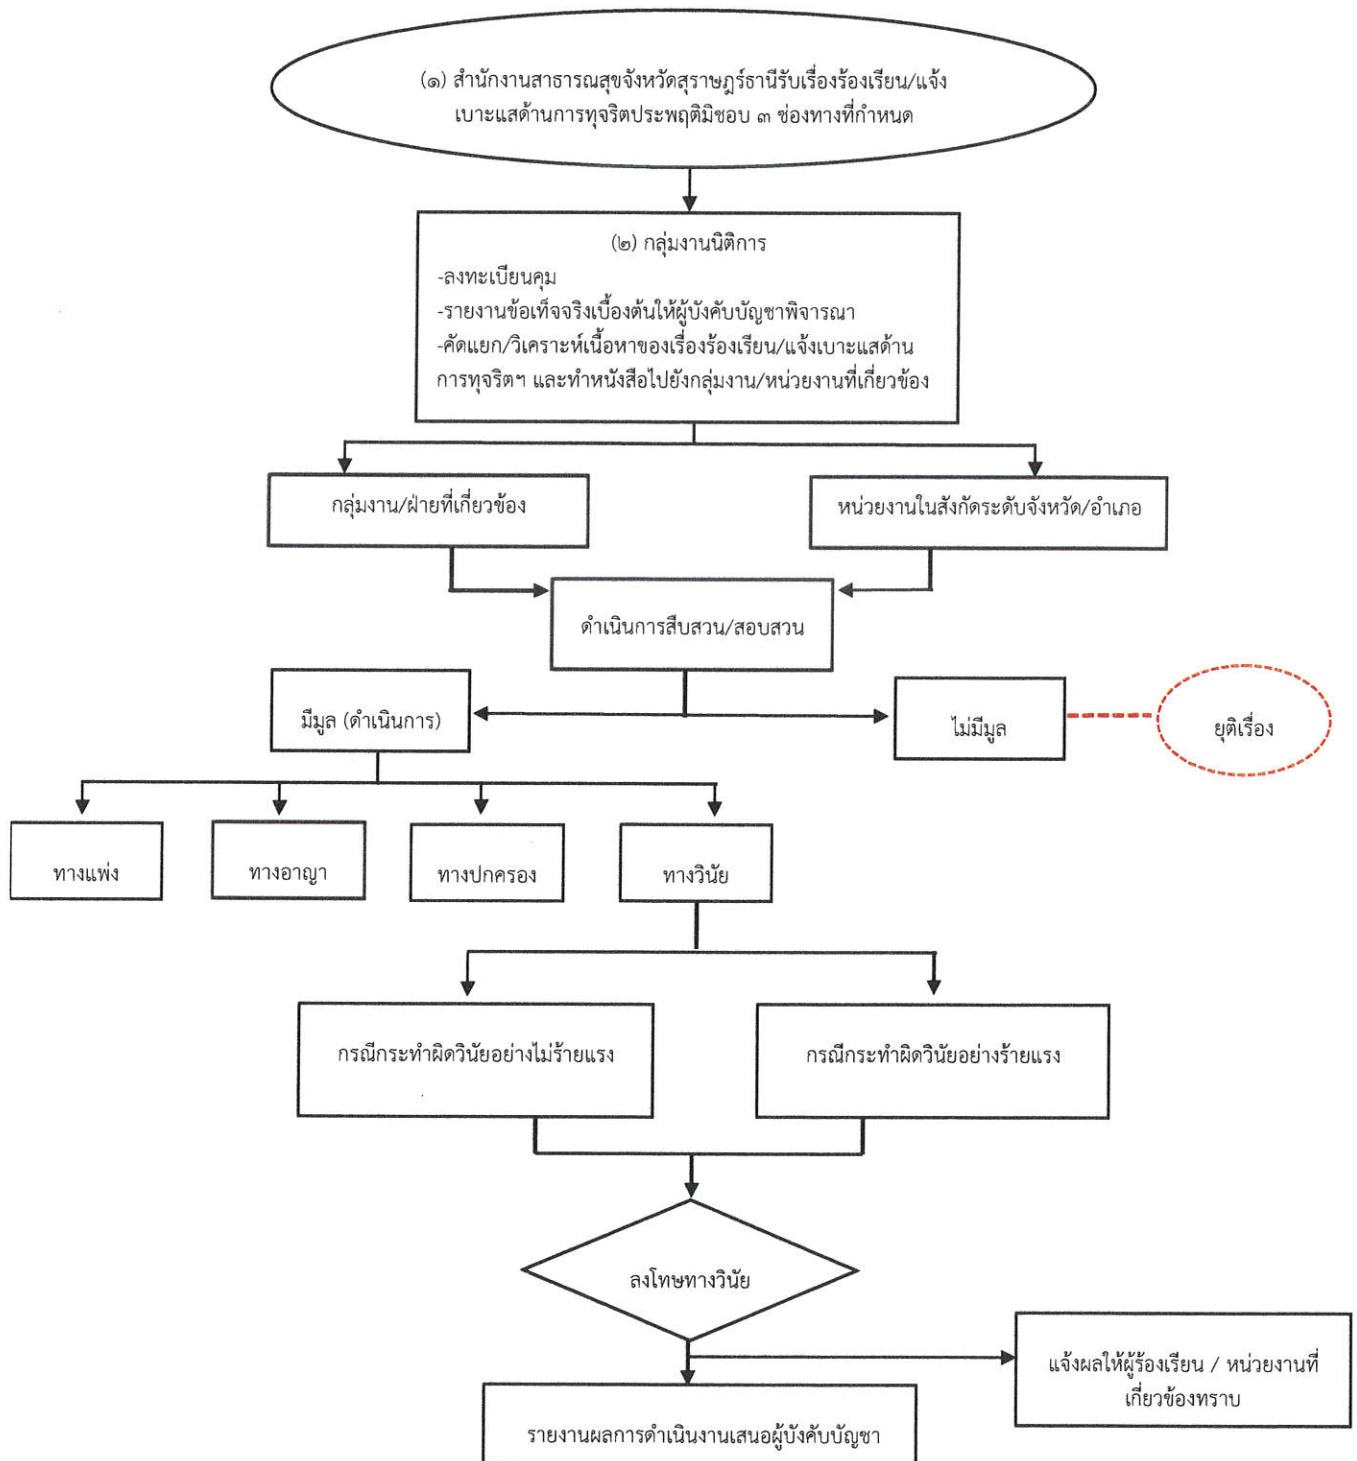 (๑) สำนักงานสาธารณสุขจังหวัดสุราษฎร์ธานีรับเรื่องร้องเรียน/แจ้ง
เบาะแสด้านการทุจริตประพฤติมิชอบ ๓ ช่องทางที่กำหนด
(๒) กลุ่มงานนิติการ
-ลงทะเบียนคุม
-รายงานข้อเท็จจริงเบื้องต้นให้ผู้บังคับบัญชาพิจารณา
-คัดแยก/วิเคราะห์เนื้อหาของเรื่องร้องเรียน/แจ้งเบาะแสด้าน
การทุจริตฯ และทำหนังสือไปยังกลุ่มงาน/หน่วยงานที่เกี่ยวข้อง
กลุ่มงาน/ฝ่ายที่เกี่ยวข้อง
หน่วยงานในสังกัดระดับจังหวัด/อำเภอ
ดำเนินการสืบสวน/สอบสวน
มีมูล (ดำเนินการ)
ไม่มีมูล
ยุติเรื่อง
ทางแพ่ง
ทางอาญา
ทางปกครอง
ทางวินัย
กรณีกระทำผิดวินัยอย่างไม่ร้ายแรง
กรณีกระทำผิดวินัยอย่างร้ายแรง
ลงโทษทางวินัย
แจ้งผลให้ผู้ร้องเรียน / หน่วยงานที่
เกี่ยวข้องทราบ
รายงานผลการดำเนินงานเสนอผู้บังคับบัญชา